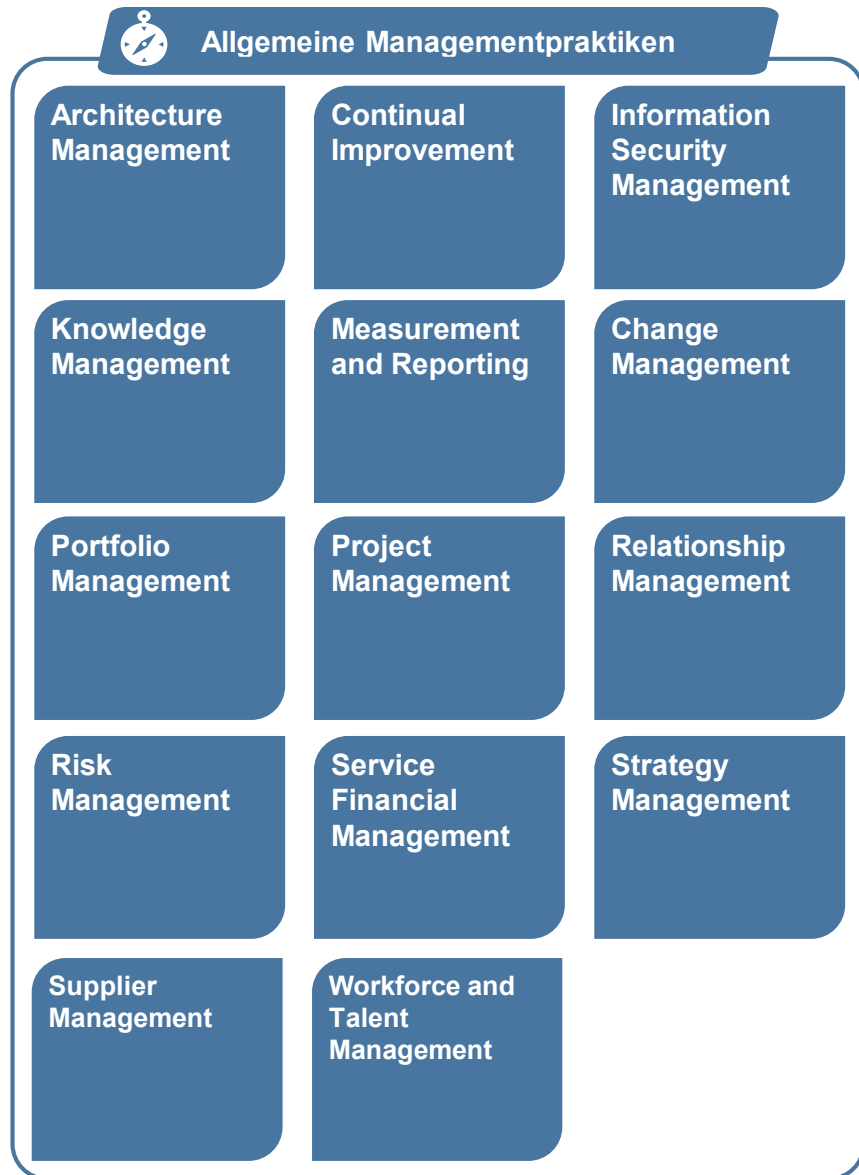 Allgemeine Managementpraktiken
Architecture
Management
Continual
Improvement
Information
Security
Management
Knowledge
Management
Measurement
and Reporting
Change
Management
Portfolio
Management
Project
Management
Relationship
Management
Risk
Management
Service
Financial
Management
Strategy
Management
Supplier
Management
Workforce and
Talent
Management